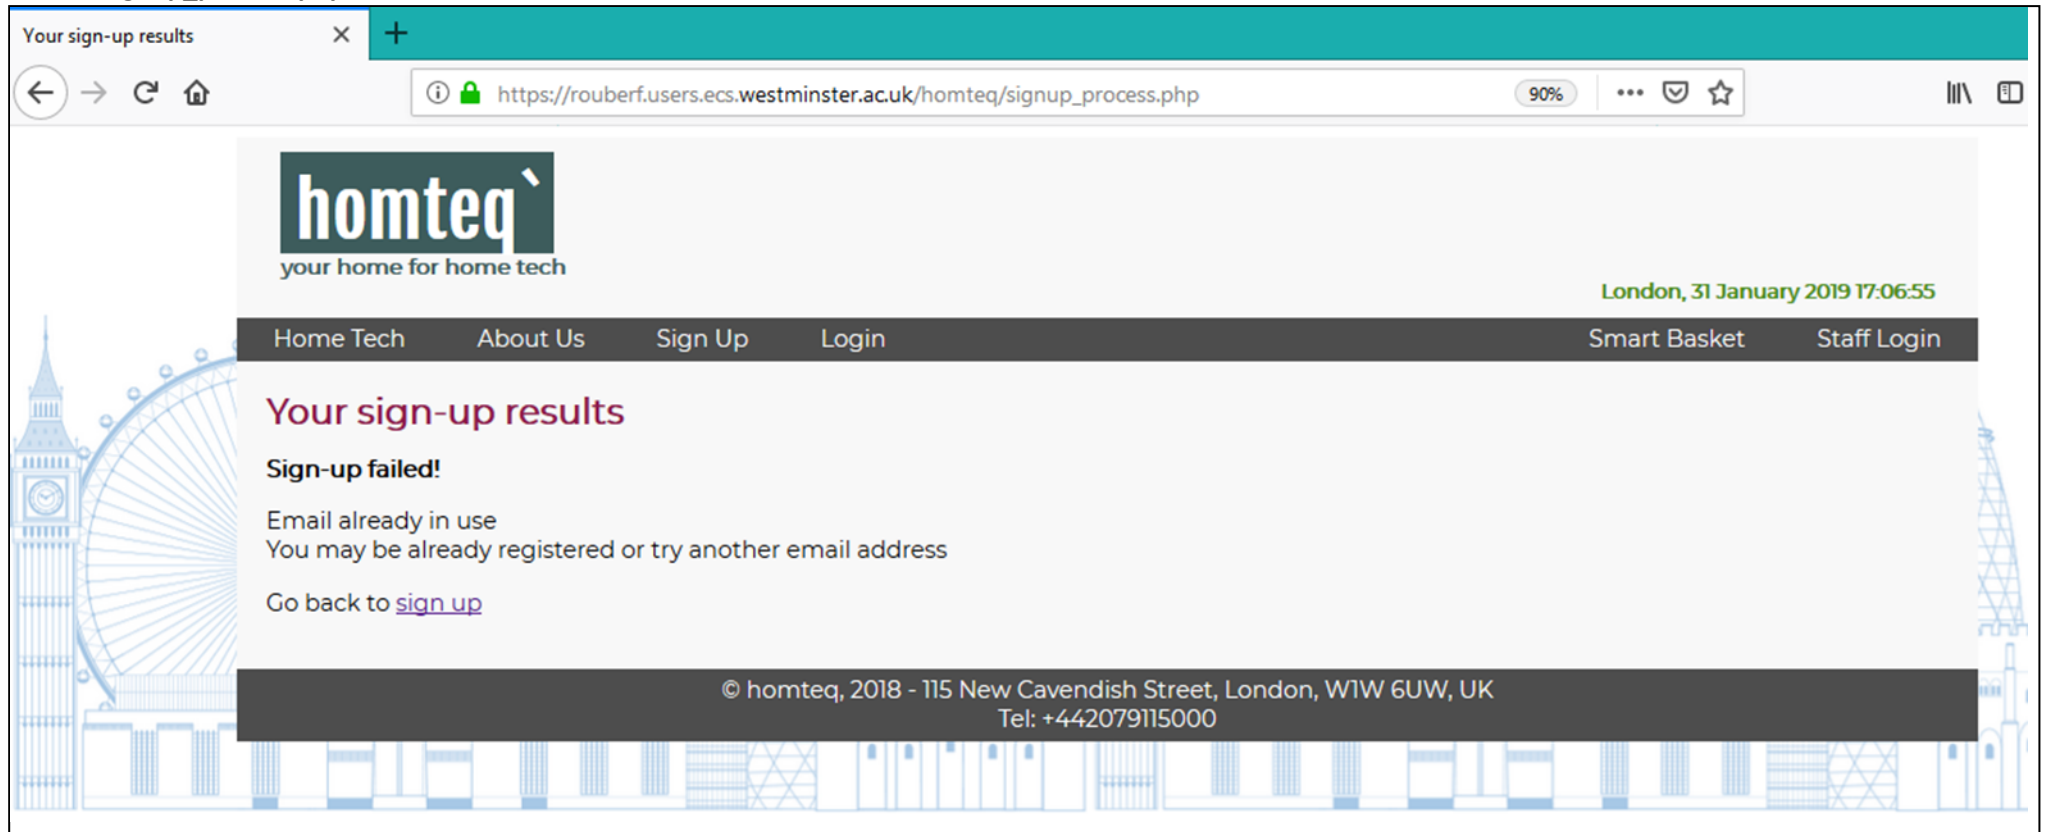 Your sign-up results
https://rouberf.users.ecs.westminster.ac.uk/homteq/signup_process.php
90%
homteq`
your home for home tech
London, 31 January 2019 17:06:55
Home Tech About Us Sign Up Login Smart Basket Staff Login
Your sign-up results
Sign-up failed!
Email already in use
You may be already registered or try another email address
Go back to sign up
© homteq, 2018 - 115 New Cavendish Street, London, W1W 6UW, UK
Tel: +442079115000